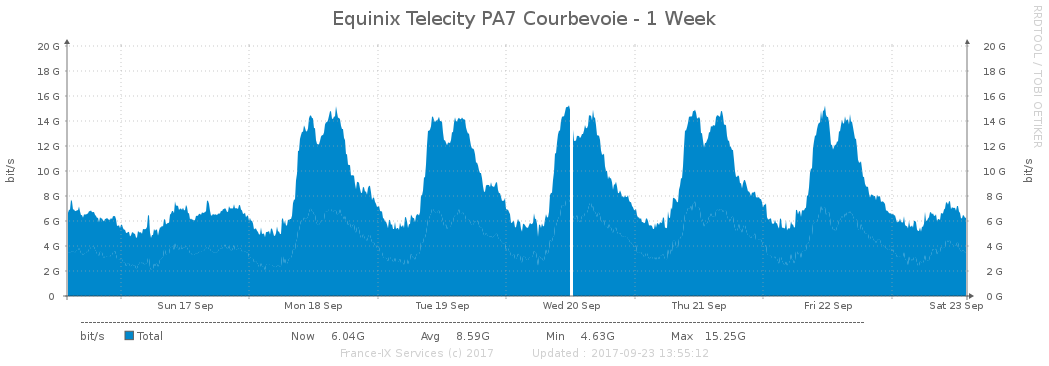 Equinix Telecity PA7 Courbevoie - 1 Week
RRDTOOL / TOBI OETIKER
20 G 20 G
18 G 18 G
16 G 16 G
14 G 14 G
12 G 12 G
10 G 10 G
8 G 8 G
6 G 6 G
4 G 4 G
2 G 2 G
0 0 G
bit/s
bit/s
Sun 17 Sep Mon 18 Sep Tue 19 Sep Wed 20 Sep Thu 21 Sep Fri 22 Sep Sat 23 Sep
bit/s Total Now 6.04G Avg 8.59G Min 4.63G Max 15.25G
France-IX Services (c) 2017 Updated : 2017-09-23 13:55:12